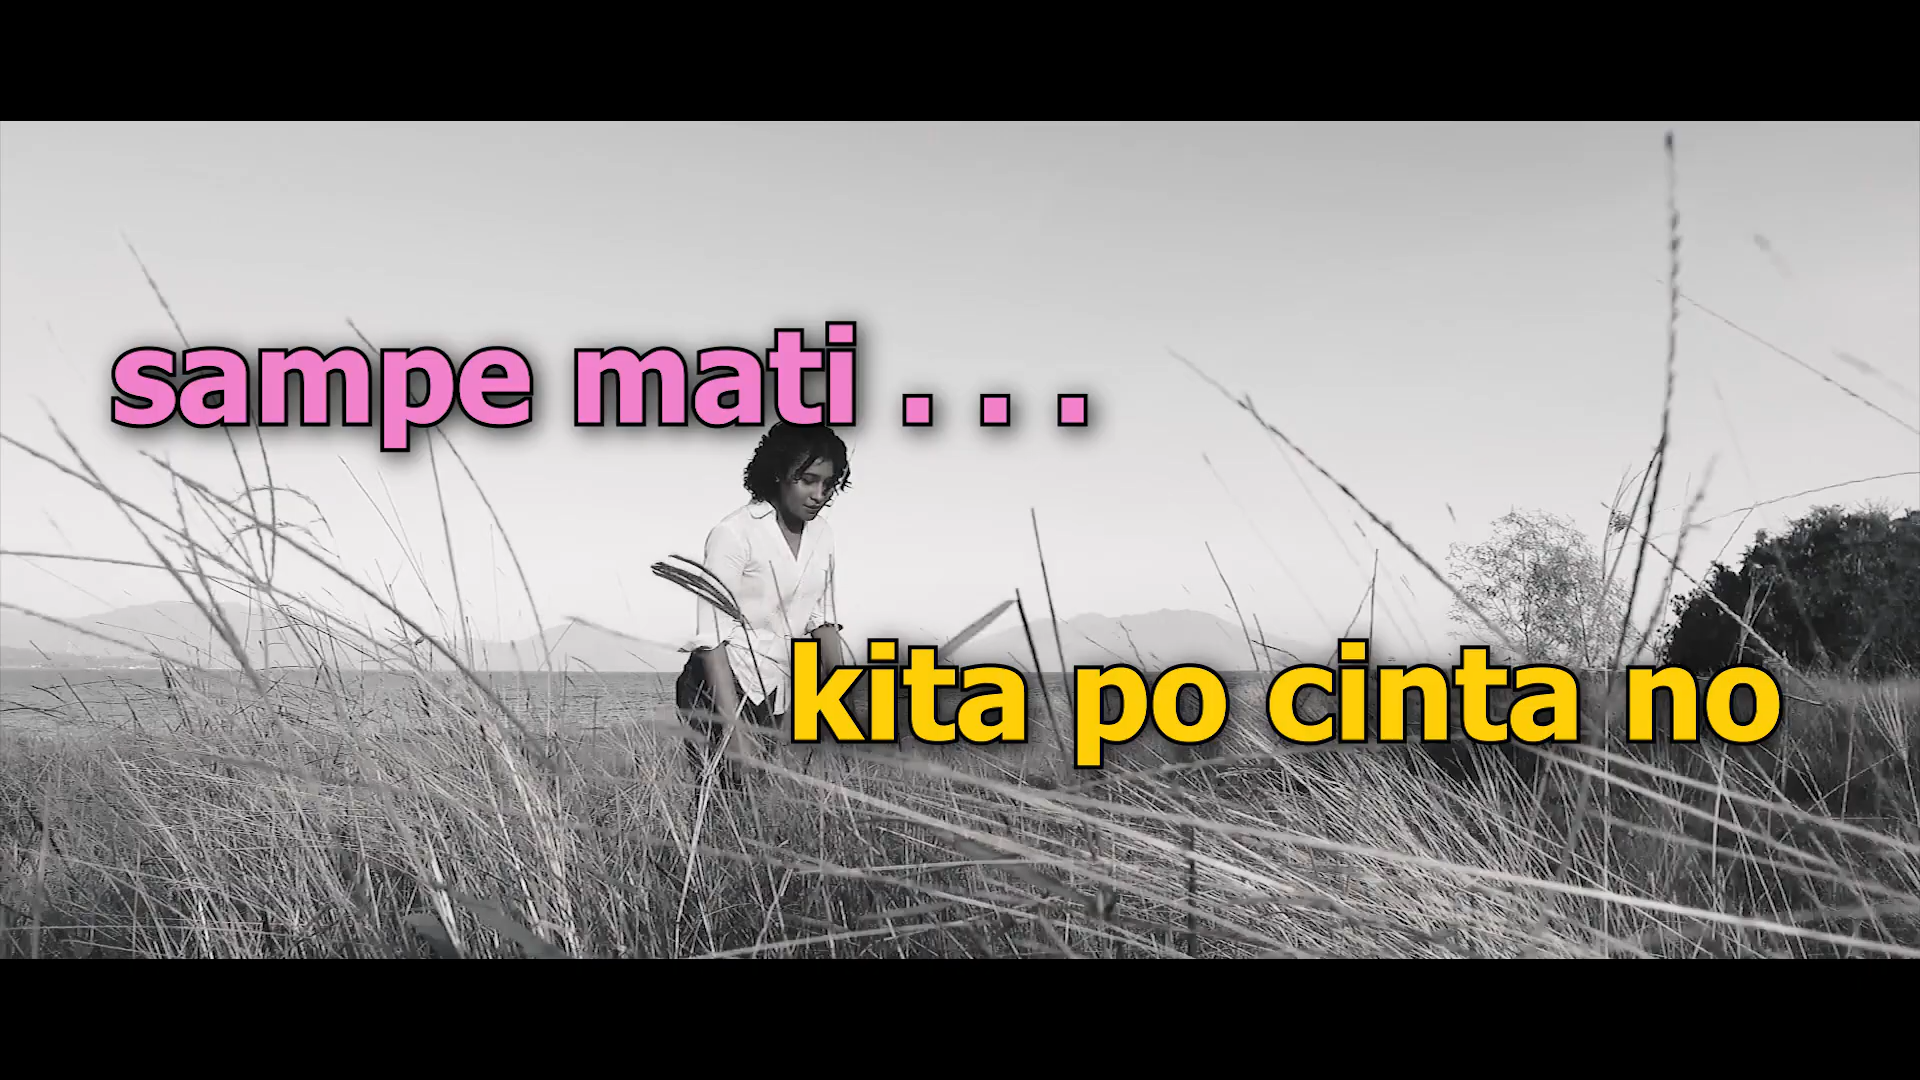 sampe mati . . .
kita po cinta no